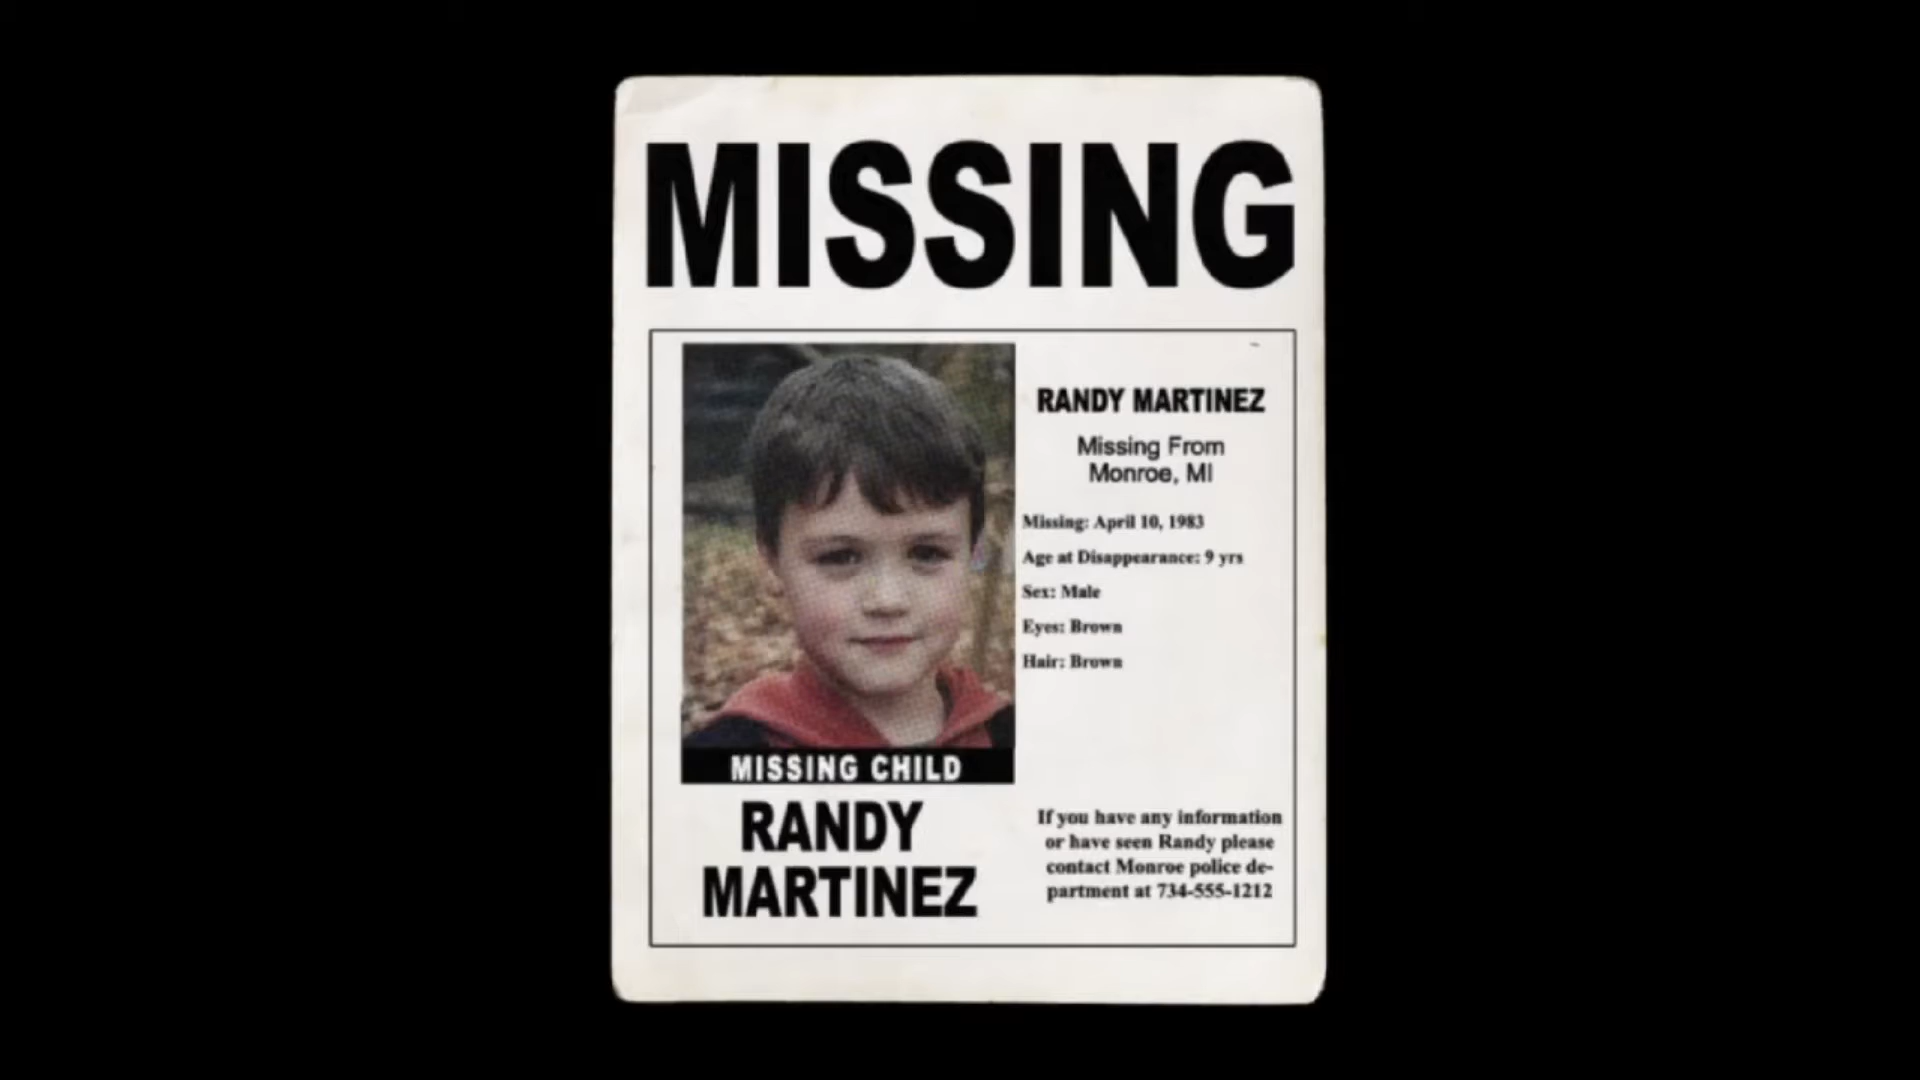 MISSING
RANDY MARTINEZ
Missing From
Monroe, MI
Missing: April 10, 1983
Age at Disappearance: 9 yrs
Sex: Male
Eyes: Brown
Hair: Brown
MISSING CHILD
RANDY
MARTINEZ
If you have any information
or have seen Randy please
contact Monroe police de-
partment at 734-555-1212